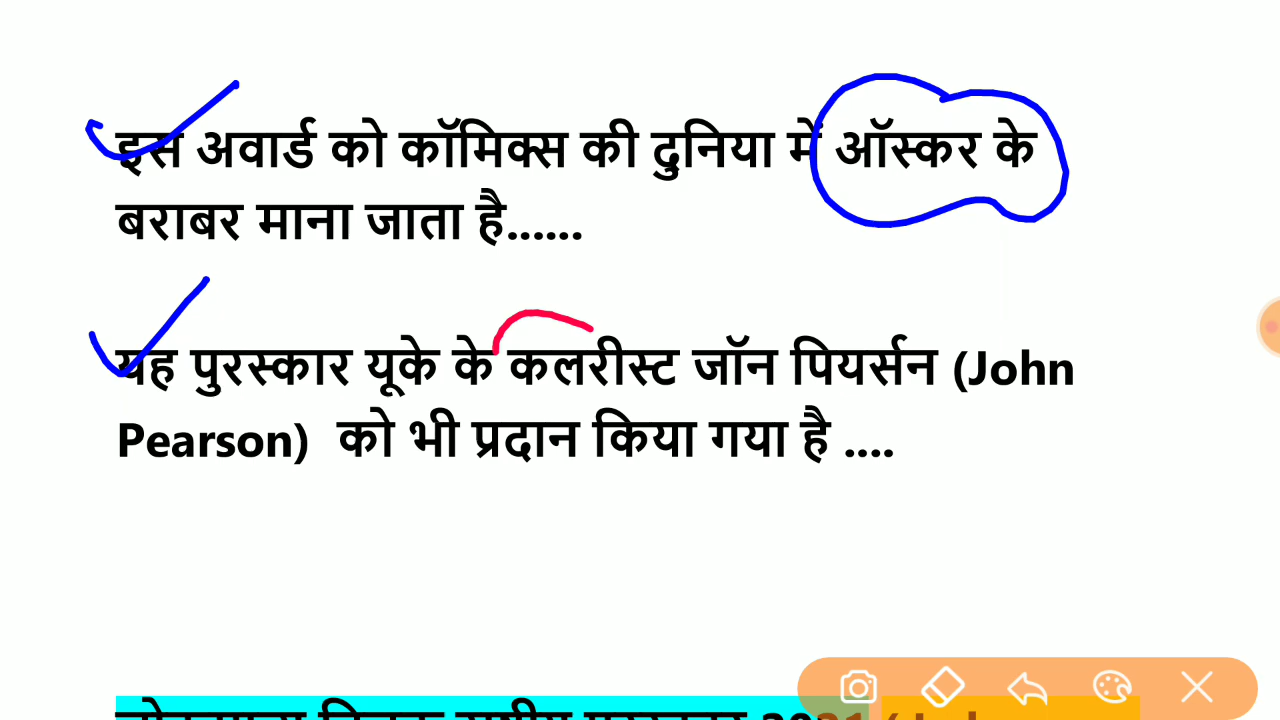 इस अवार्ड को कॉमिक्स की दुनिया में ऑस्कर के
बराबर माना जाता है......
यह पुरस्कार यूके के कलरीस्ट जॉन पियर्सन (John
Pearson) को भी प्रदान किया गया है ....